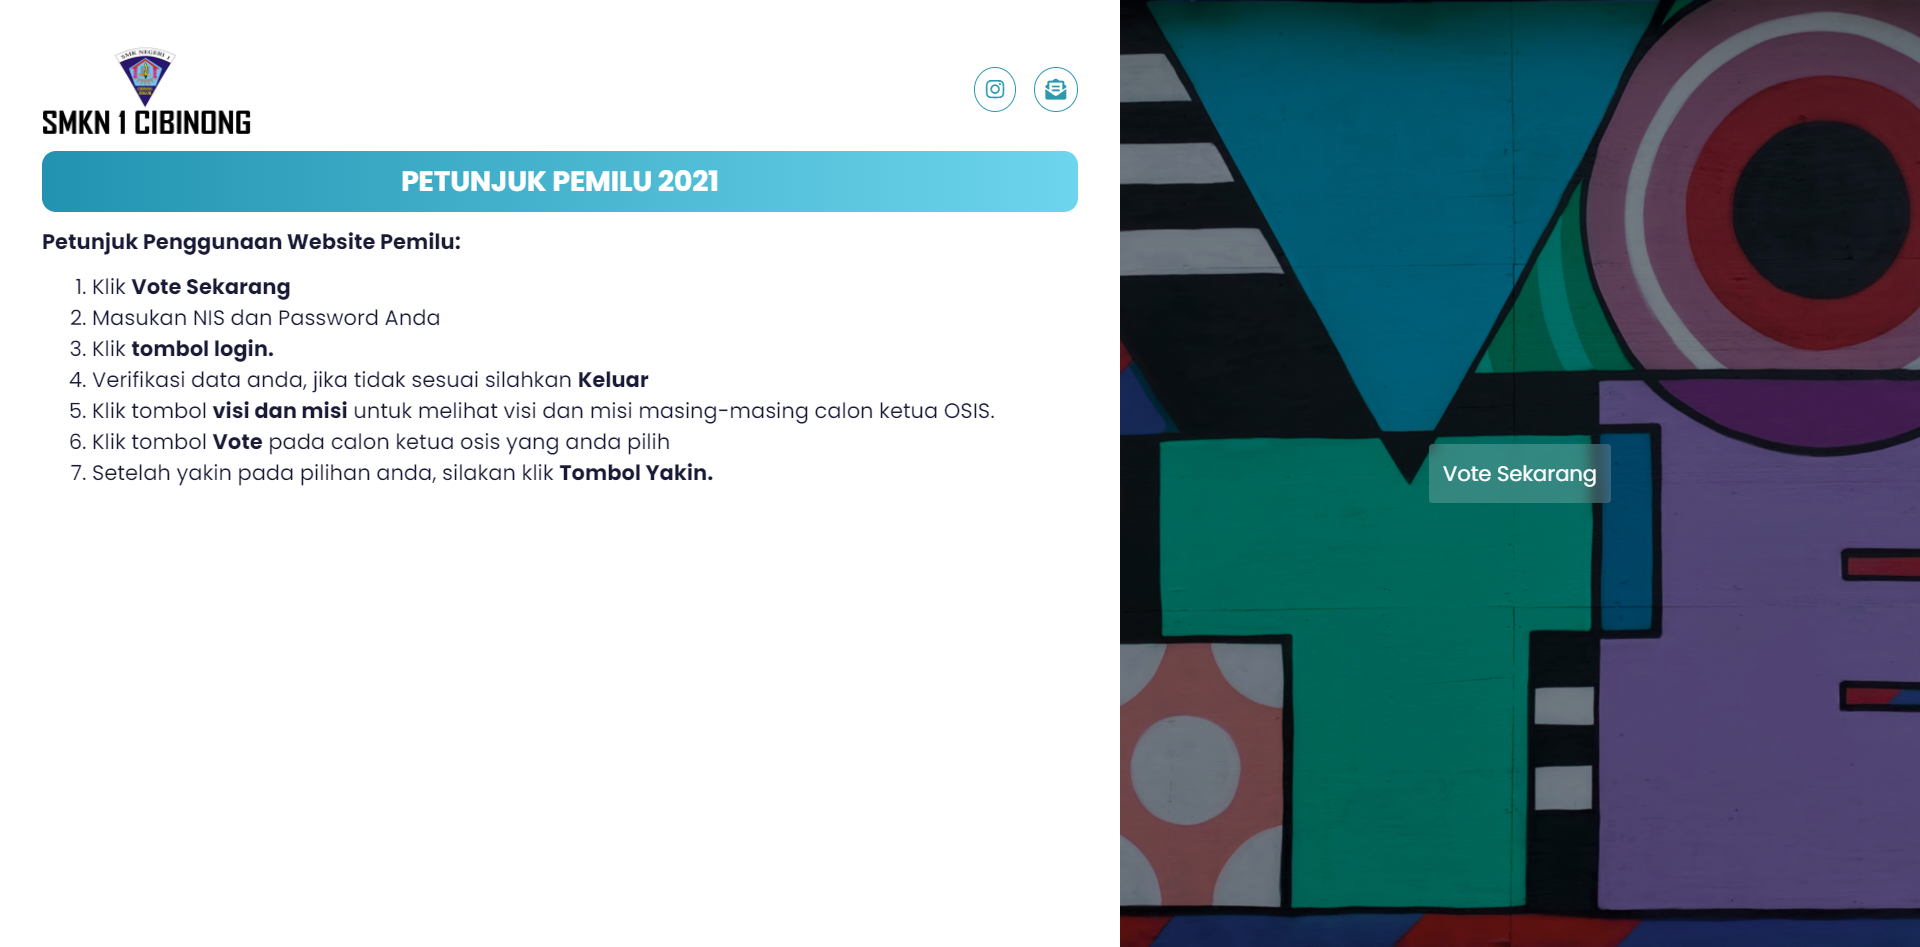 SMK NEGERI 1
SMKN 1 CIBINONG
PETUNJUK PEMILU 2021
Petunjuk Penggunaan Website Pemilu:
1. Klik Vote Sekarang
2. Masukan NIS dan Password Anda
3. Klik tombol login.
4. Verifikasi data anda, jika tidak sesuai silahkan Keluar
5. Klik tombol visi dan misi untuk melihat visi dan misi masing-masing calon ketua OSIS.
6. Klik tombol Vote pada calon ketua osis yang anda pilih
7. Setelah yakin pada pilihan anda, silakan klik Tombol Yakin.
VOTE
Vote Sekarang